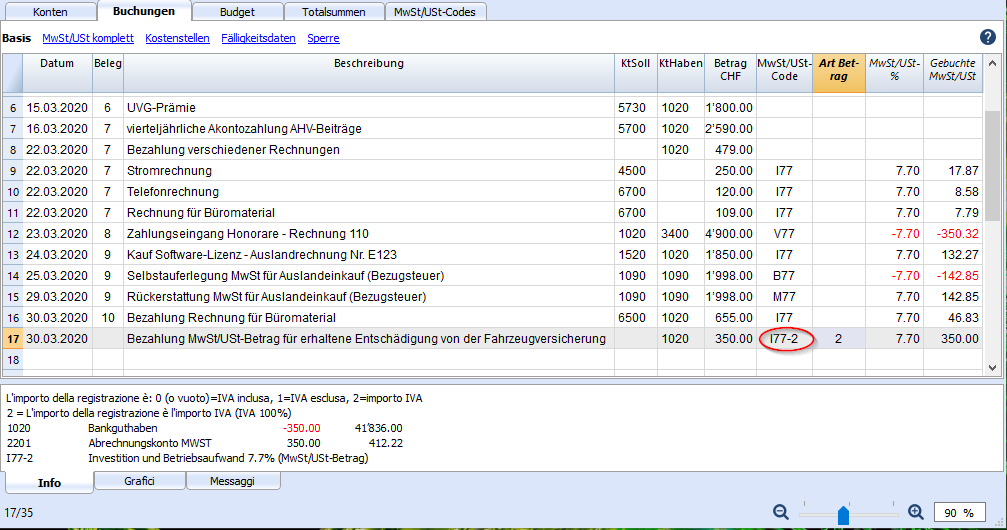 Konten Buchungen Budget Totalsummen MwSt/USt-Codes
Basis MwSt/USt komplett Kostenstellen Fälligkeitsdaten Sperre ?
Datum Beleg Beschreibung KtSoll KtHaben Betrag CHF MwSt/USt-Code Art Bet-rag MwSt/USt-% Gebuchte MwSt/USt
6 15.03.2020 6 UVG-Prämie 5730 1020 1'800.00
7 16.03.2020 7 vierteljährliche Akontozahlung AHV-Beiträge 5700 1020 2'590.00
8 22.03.2020 7 Bezahlung verschiedener Rechnungen 1020 479.00
9 22.03.2020 7 Stromrechnung 4500 250.00 I77 7.70 17.87
10 22.03.2020 7 Telefonrechnung 6700 120.00 I77 7.70 8.58
11 22.03.2020 7 Rechnung für Büromaterial 6700 109.00 I77 7.70 7.79
12 23.03.2020 8 Zahlungseingang Honorare - Rechnung 110 1020 3400 4'900.00 V77 -7.70 -350.32
13 24.03.2020 9 Kauf Software-Lizenz - Auslandrechnung Nr. E123 1520 1020 1'850.00 I77 7.70 132.27
14 25.03.2020 9 Selbstauferlegung MwSt für Auslandeinkauf (Bezugsteuer) 1090 1090 1'998.00 B77 -7.70 -142.85
15 29.03.2020 9 Rückerstattung MwSt für Auslandeinkauf (Bezugsteuer) 1090 1090 1'998.00 M77 7.70 142.85
16 30.03.2020 10 Bezahlung Rechnung für Büromaterial 6500 1020 655.00 I77 7.70 46.83
17 30.03.2020 Bezahlung MwSt/USt-Betrag für erhaltene Entschädigung von der Fahrzeugversicherung 1020 350.00 I77-2 2 7.70 350.00
18
L'importo della registrazione è: 0 (o vuoto)=IVA inclusa, 1=IVA esclusa, 2=importo IVA
2 = L'importo della registrazione è l'importo IVA (IVA 100%)
1020 Bankguthaben -350.00 41'836.00
2201 Abrechnungskonto MWST 350.00 412.22
I77-2 Investition und Betriebsaufwand 7.7% (MwSt/USt-Betrag)
Info Grafici Messaggi
17/35 90 %